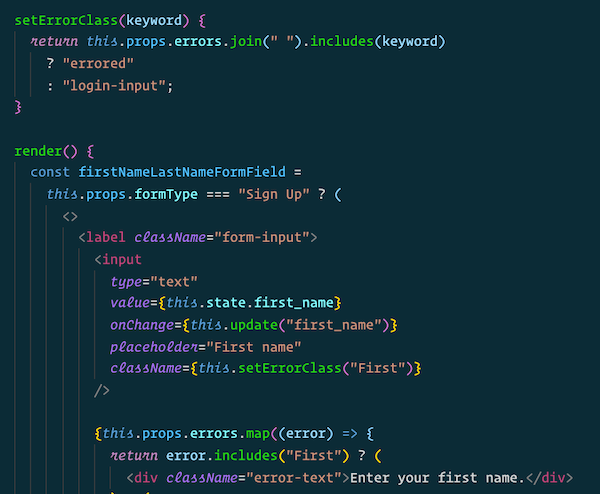 setErrorClass(keyword) {
return this.props.errors.join(" ").includes(keyword)
? "errored"
: "login-input";
}
render() {
const firstNameLastNameFormField =
this.props.formType === "Sign Up" ? (
<>
<label className="form-input">
<input
type="text"
value={this.state.first_name}
onChange={this.update("first_name")}
placeholder="First name"
className={this.setErrorClass("First")}
/>
{this.props.errors.map((error) => {
return error.includes("First") ? (
<div className="error-text">Enter your first name.</div>